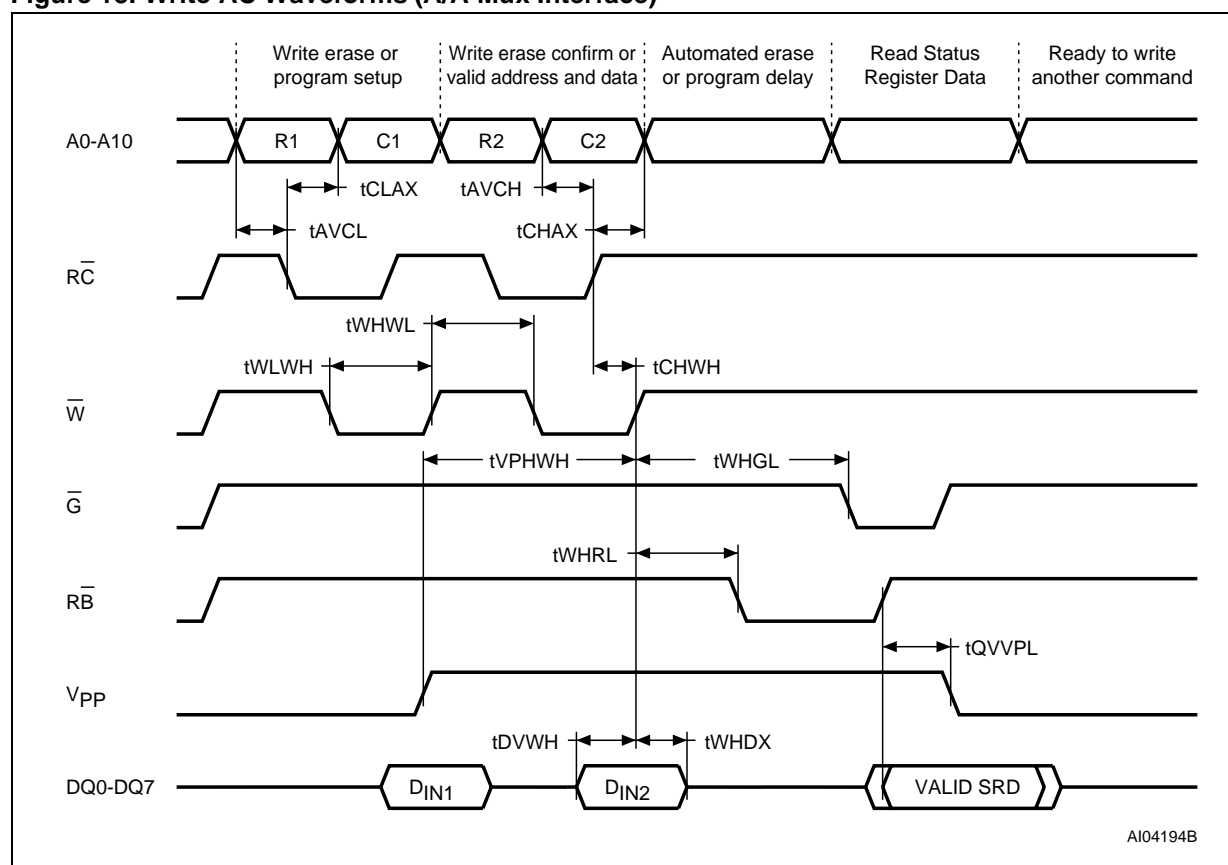 Figure 15. Write AC Waveforms (A/A Mux Interface)
Write erase or
program setup
Write erase confirm or
valid address and data
Automated erase
or program delay
Read Status
Register Data
Ready to write
another command
A0-A10
R1
C1
R2
C2
tCLAX
tAVCH
tAVCL
tCHAX
RC̅
tWHWL
tWLWH
tCHWH
W̅
tVPHWH
tWHGL
G̅
tWHRL
RB̅
tQVVPL
VPP
tDVWH
tWHDX
DQ0-DQ7
DIN1
DIN2
VALID SRD
AI04194B